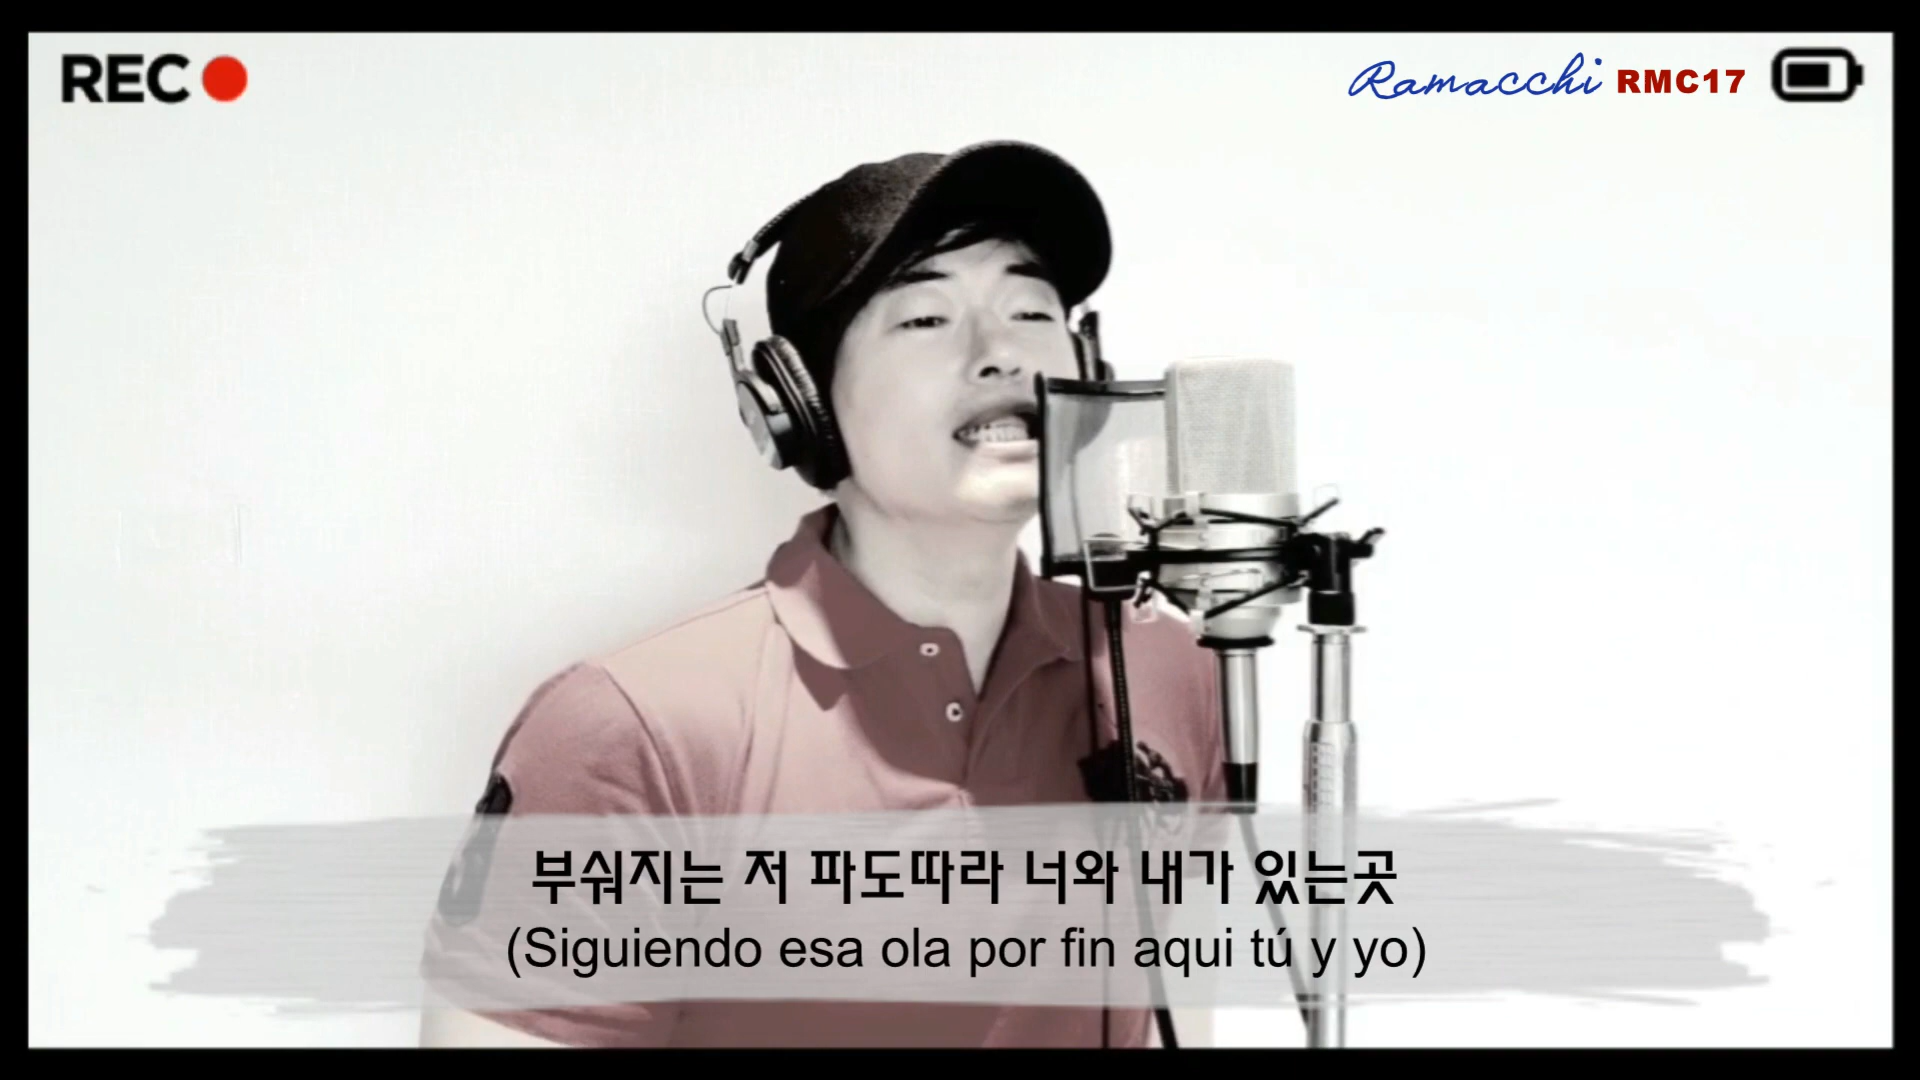 REC
Ramacchi RMC17
부숴지는 저 파도따라 너와 내가 있는곳
(Siguiendo esa ola por fin aqui tú y yo)